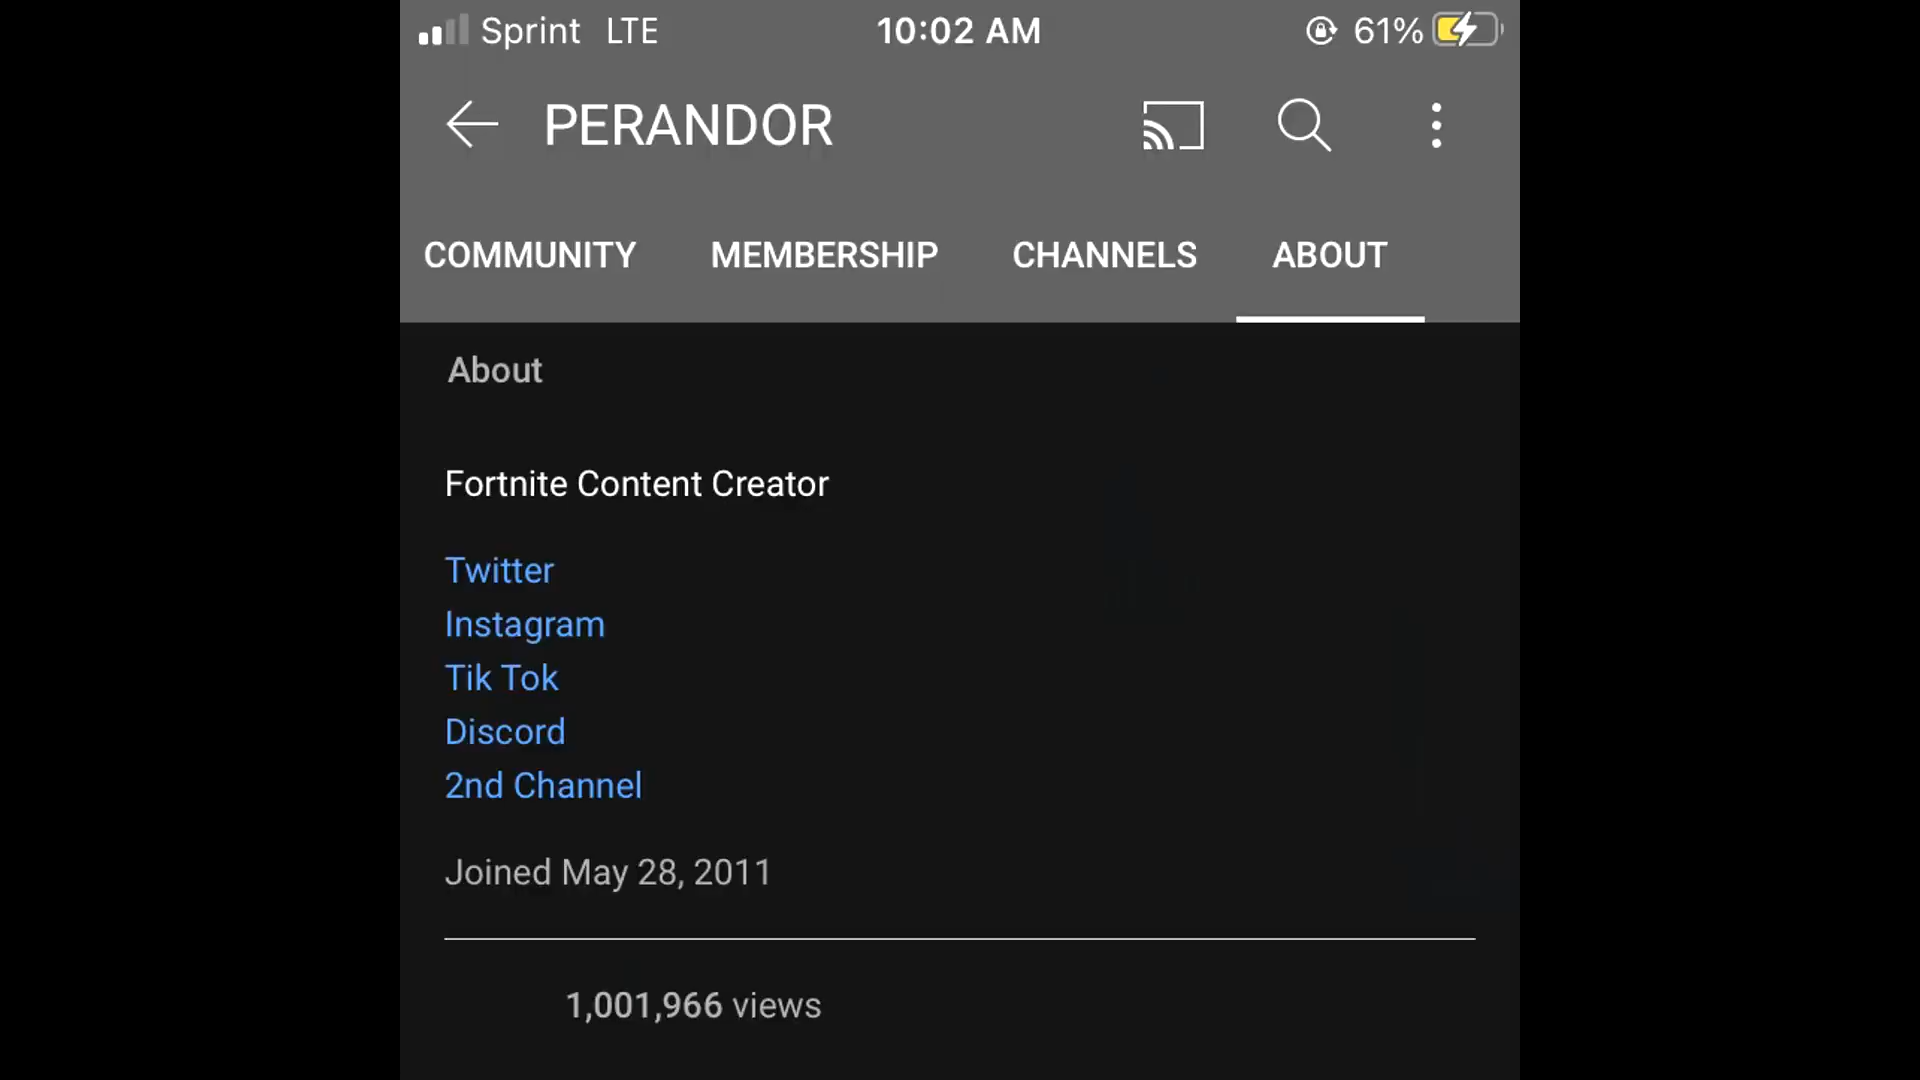 Sprint LTE 10:02 AM 61%
PERANDOR
COMMUNITY MEMBERSHIP CHANNELS ABOUT
About
Fortnite Content Creator
Twitter
Instagram
Tik Tok
Discord
2nd Channel
Joined May 28, 2011
1,001,966 views